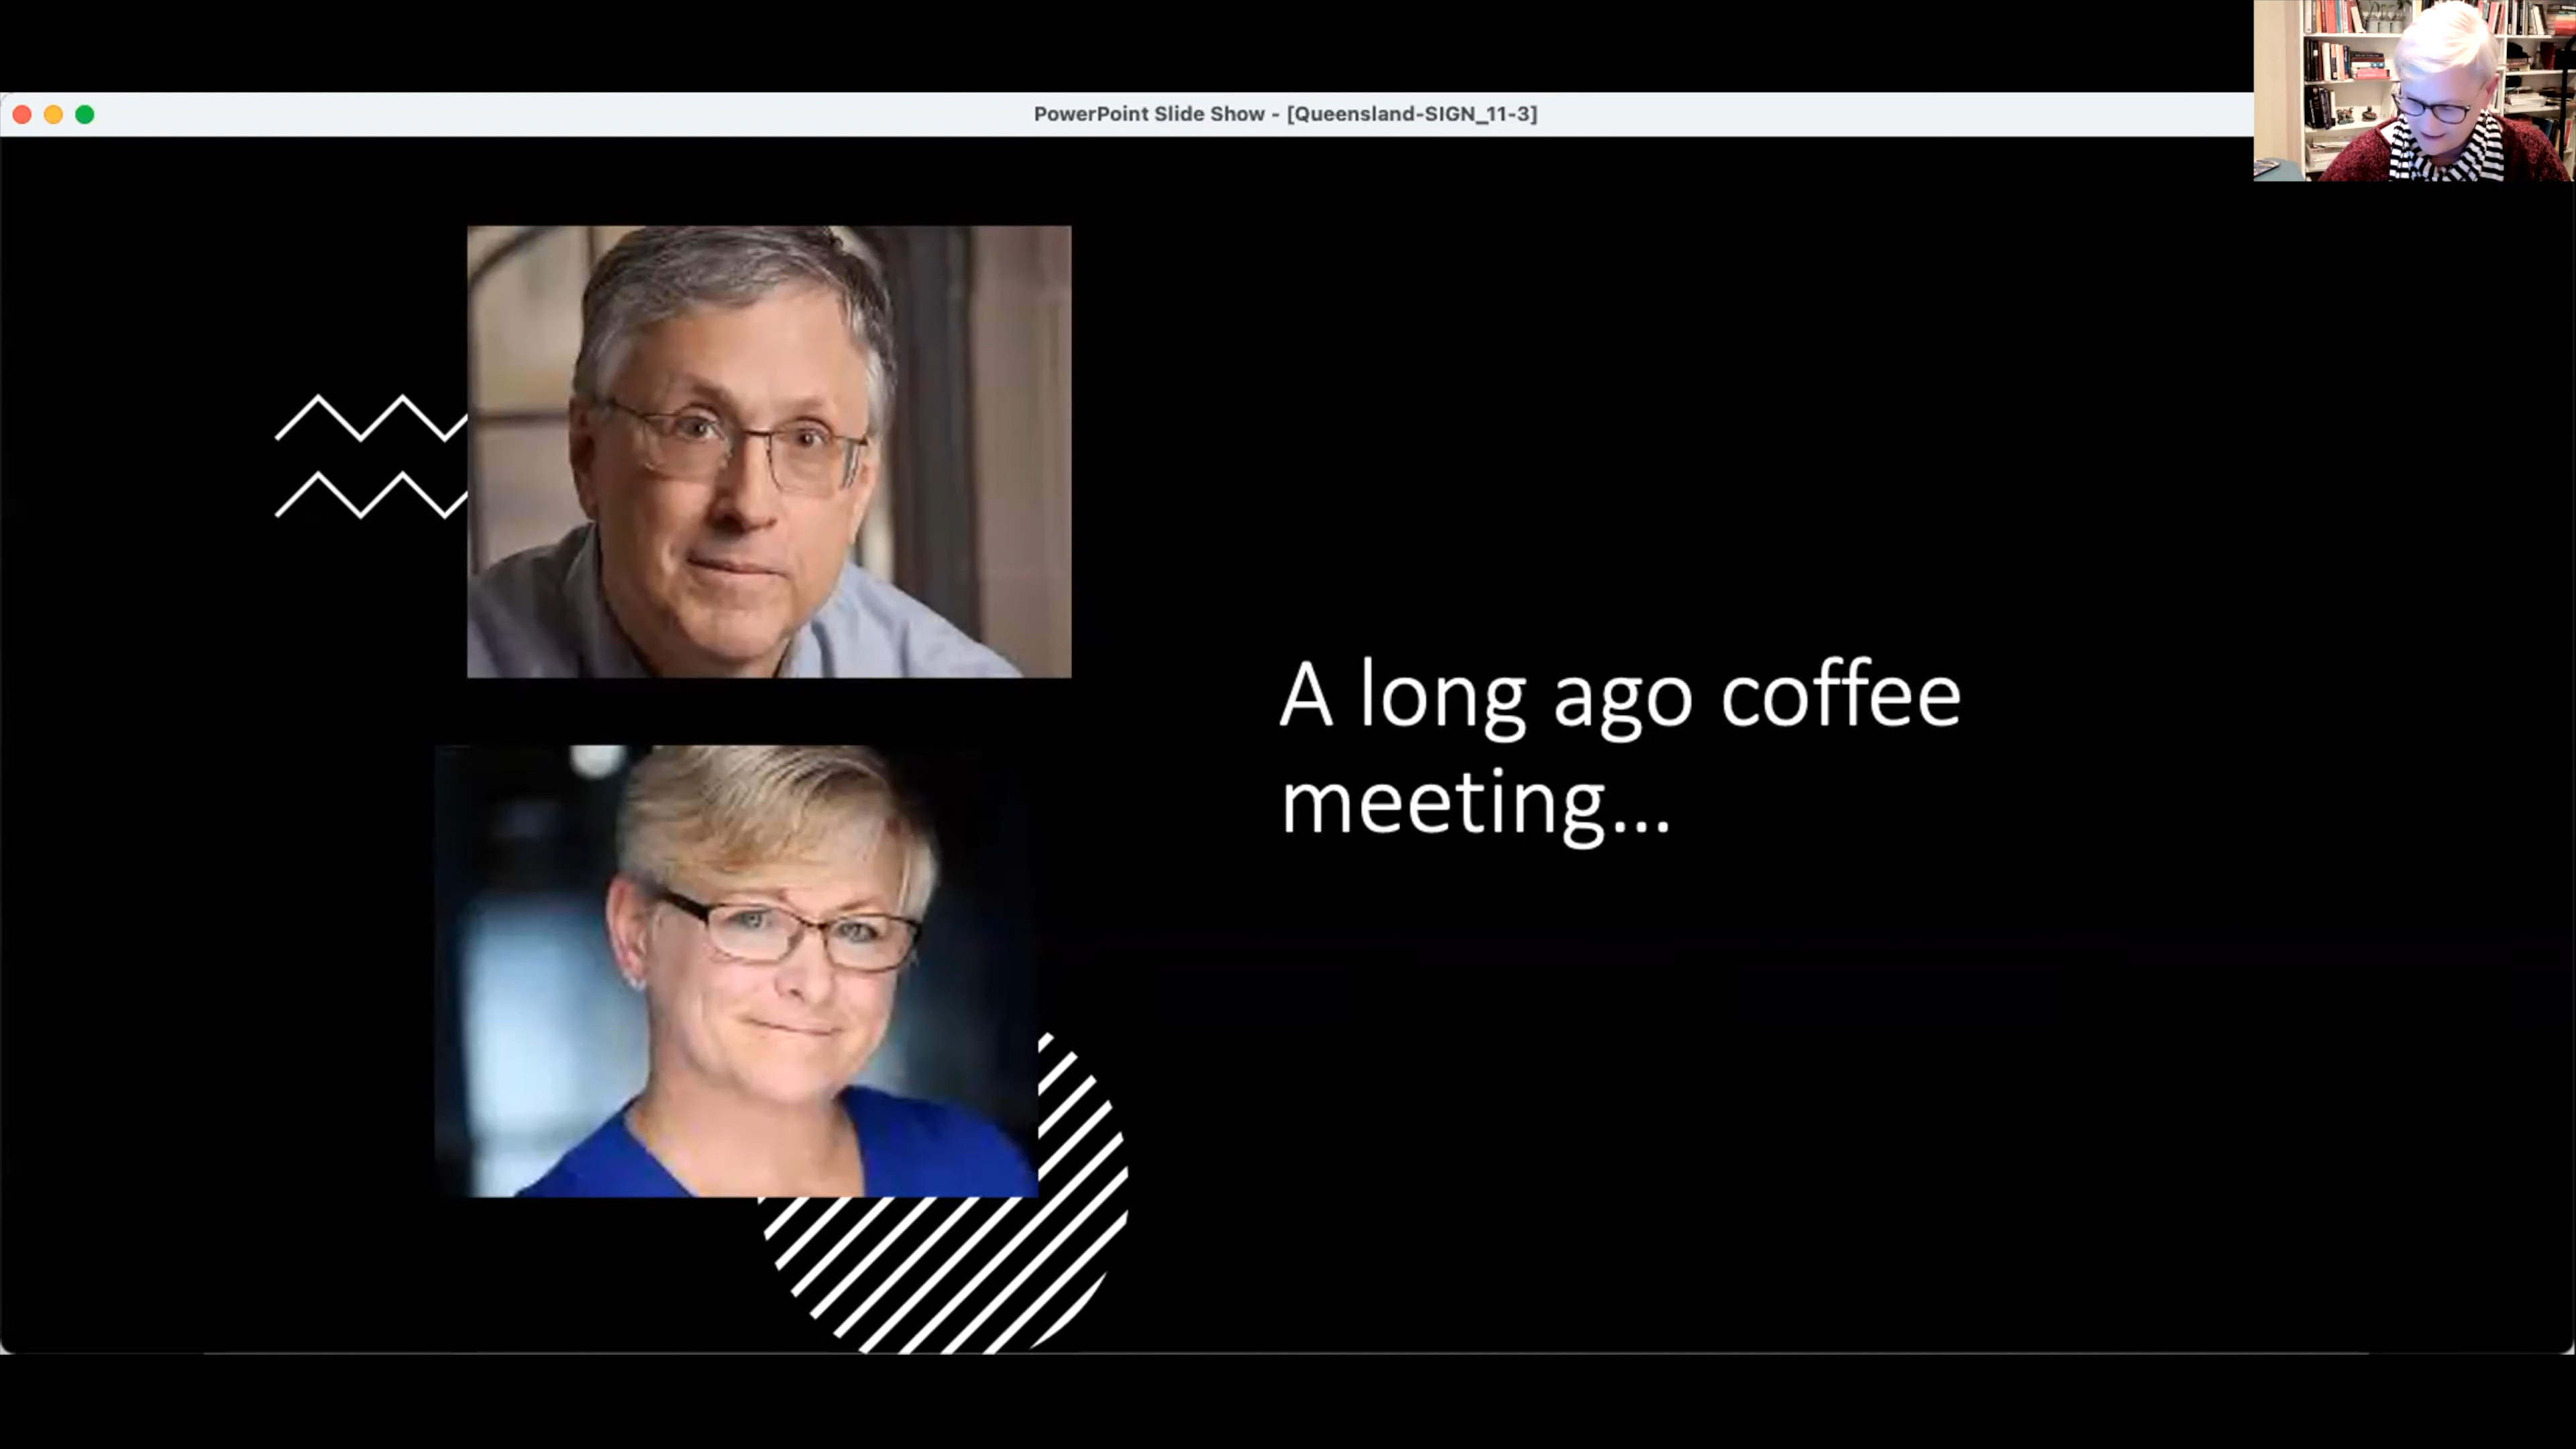 PowerPoint Slide Show - [Queensland-SIGN_11-3]
A long ago coffee
meeting...